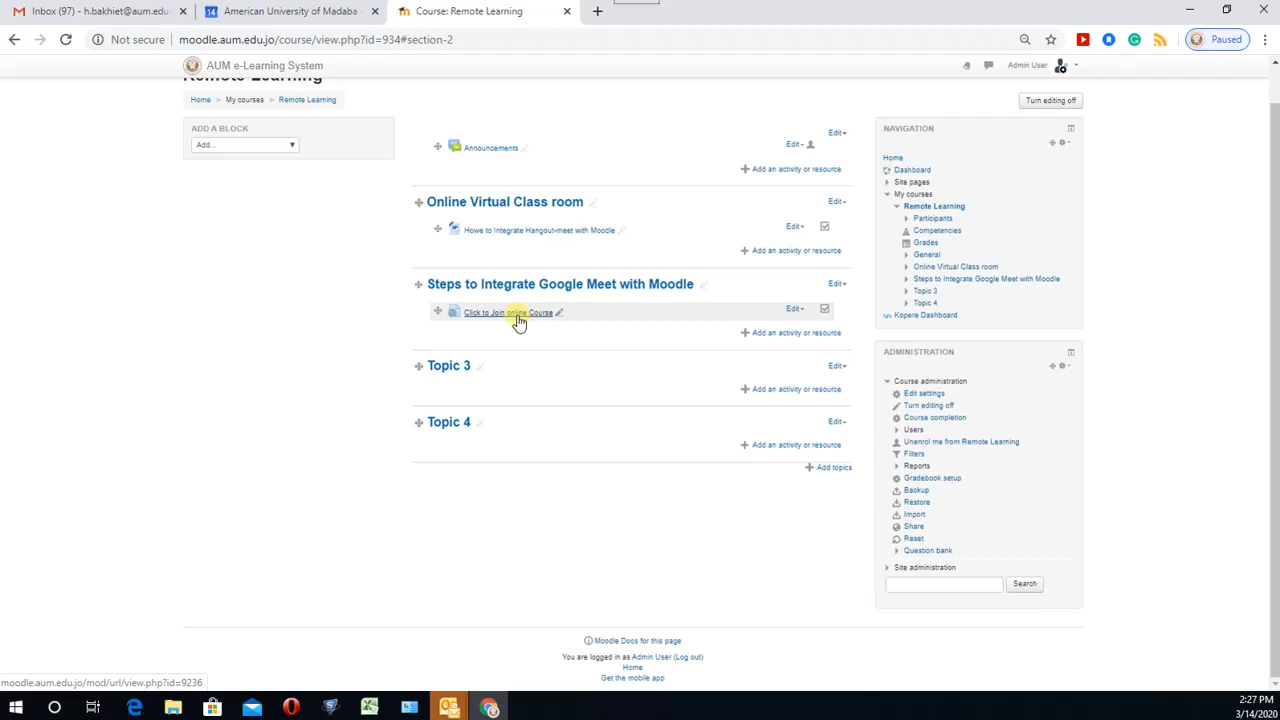 Inbox (97) - h.bakhiet@aum.edu.
American University of Madaba -
Course: Remote Learning
Not secure
moodle.aum.edu.jo/course/view.php?id=934#section-2
Paused
AUM e-Learning System
Admin User
Remote Learning
Home
My courses
Remote Learning
Turn editing off
ADD A BLOCK
Add...
Edit
Announcements
Edit
Add an activity or resource
Online Virtual Class room
Edit
Howe to Integrate Hangout-meet with Moodle
Edit
Add an activity or resource
Steps to Integrate Google Meet with Moodle
Edit
Click to Join online Course
Edit
Add an activity or resource
Topic 3
Edit
Add an activity or resource
Topic 4
Edit
Add an activity or resource
Add topics
NAVIGATION
Home
Dashboard
Site pages
My courses
Remote Learning
Participants
Competencies
Grades
General
Online Virtual Class room
Steps to Integrate Google Meet with Moodle
Topic 3
Topic 4
Kopere Dashboard
ADMINISTRATION
Course administration
Edit settings
Turn editing off
Course completion
Users
Unenrol me from Remote Learning
Filters
Reports
Gradebook setup
Backup
Restore
Import
Share
Reset
Question bank
Site administration
Search
Moodle Docs for this page
You are logged in as Admin User (Log out)
Home
Get the mobile app
moodle.aum.edu.jo/mod/url/view.php?id=9236
2:27 PM
3/14/2020